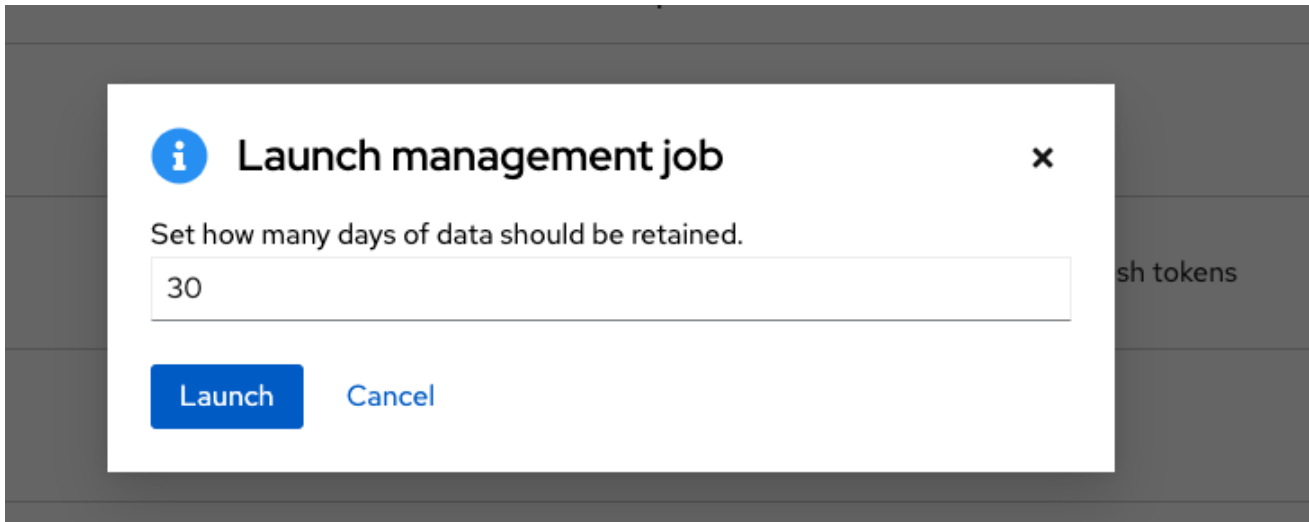 Launch management job
Set how many days of data should be retained.
30
sh tokens
Launch Cancel